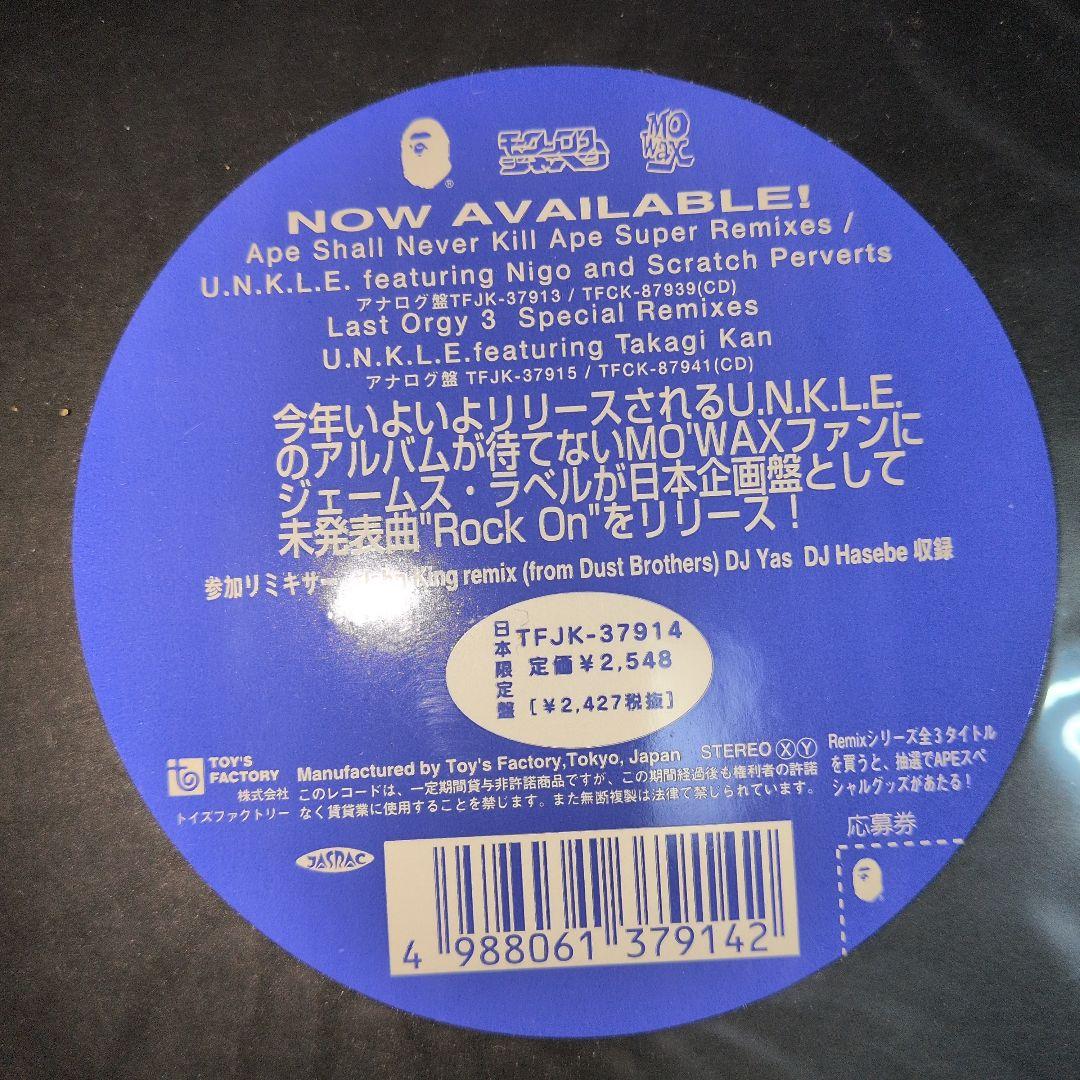 モ・ワックス
ジャパン
MO
Wax
®
NOW AVAILABLE!
Ape Shall Never Kill Ape Super Remixes /
U.N.K.L.E. featuring Nigo and Scratch Perverts
アナログ盤TFJK-37913 / TFCK-87939(CD)
Last Orgy 3 Special Remixes
U.N.K.L.E.featuring Takagi Kan
アナログ盤 TFJK-37915 / TFCK-87941(CD)
今年いよいよリリースされるU.N.K.L.E.
のアルバムが待てないMO'WAXファンに
ジェームス・ラベルが日本企画盤として
未発表曲"Rock On"をリリース!
参加リミキサー King remix (from Dust Brothers) DJ Yas DJ Hasebe 収録
日本限定盤
TFJK-37914
定価¥2,548
[¥2,427税抜]
TOY'S
FACTORY
株式会社
トイズファクトリー
Manufactured by Toy's Factory,Tokyo, Japan STEREO Ⓧ Ⓨ
このレコードは、一定期間貸与非許諾商品ですが、この期間経過後も権利者の許諾
なく賃貸業に使用することを禁じます。また無断複製は法律で禁じられています。
Remixシリーズ全3タイトル
を買うと、抽選でAPEスペ
シャルグッズがあたる!
応募券
JASRAC
4 988061 379142